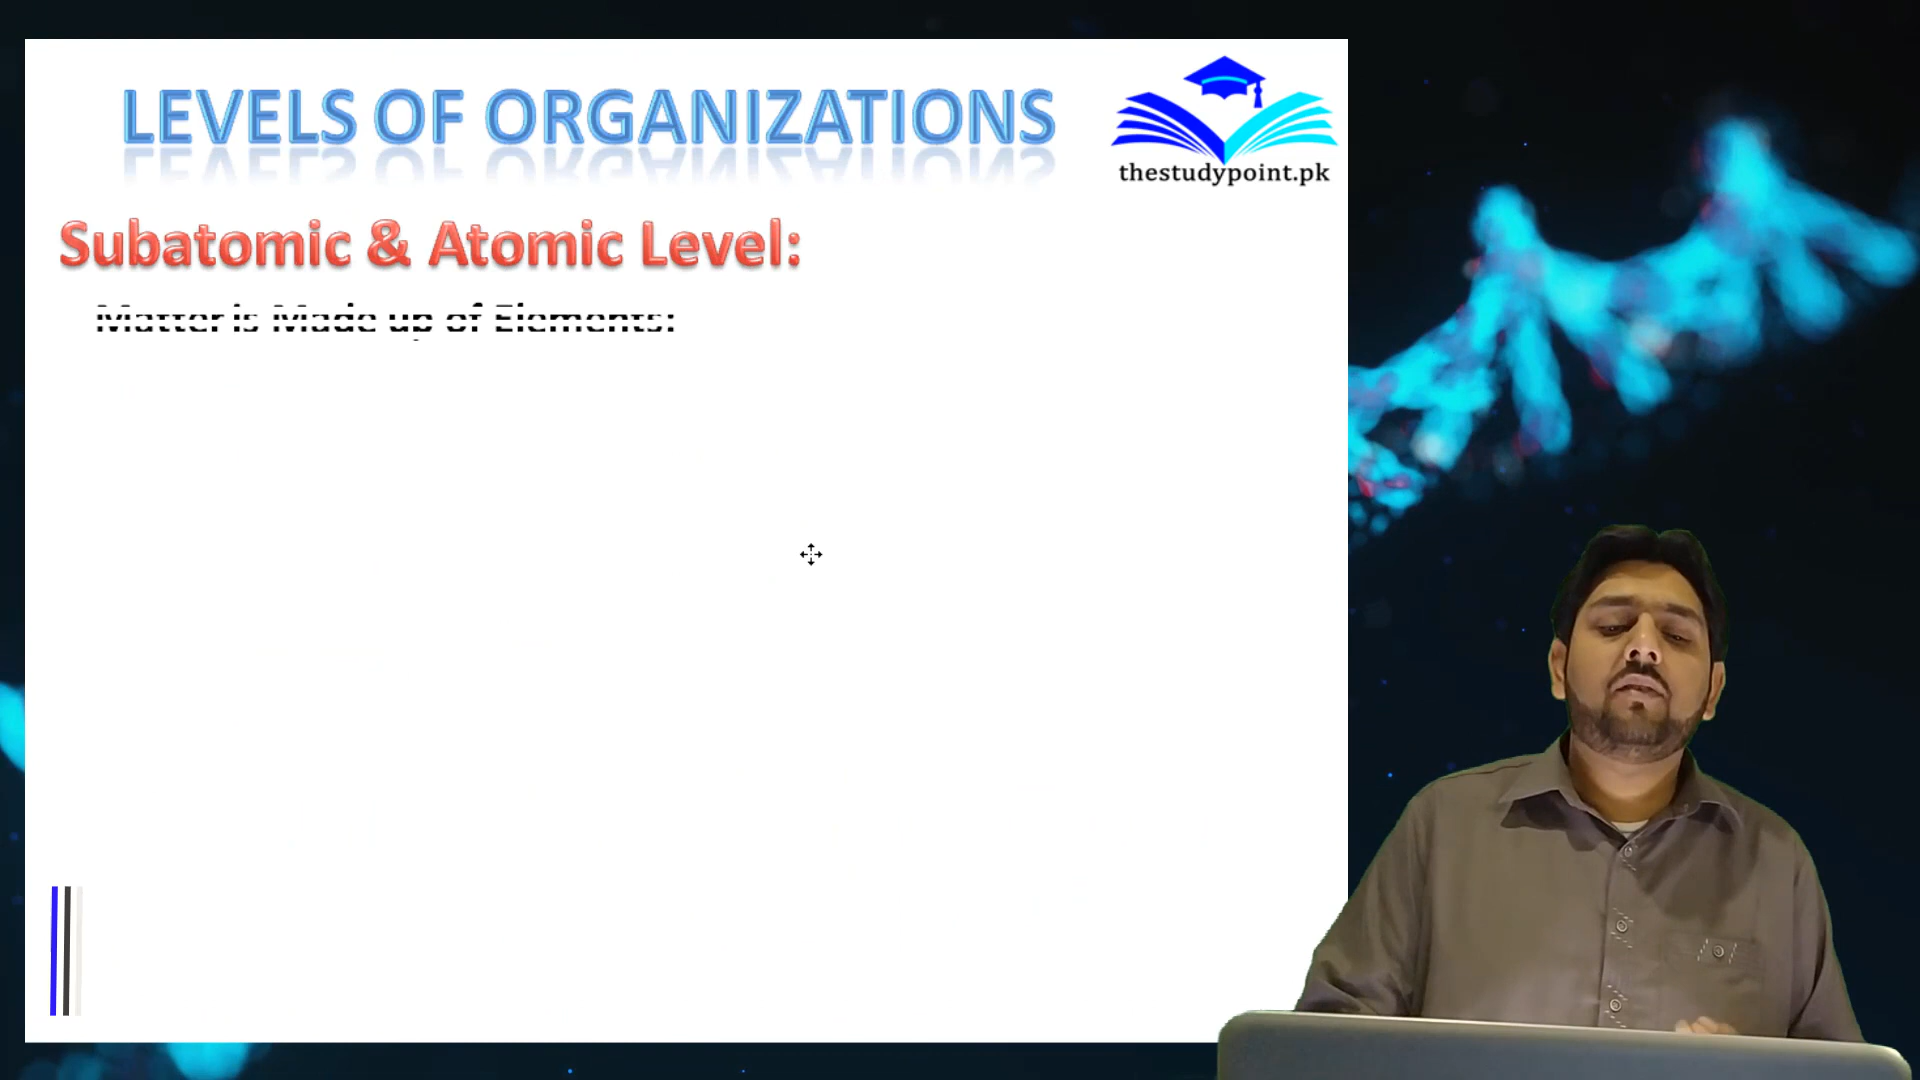 LEVELS OF ORGANIZATIONS
thestudypoint.pk
Subatomic & Atomic Level:
Matter is Made up of Elements: